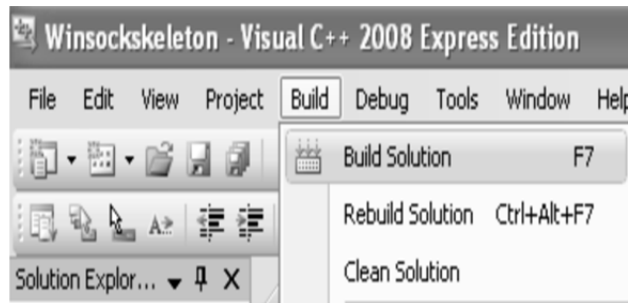 Winsockskeleton - Visual C++ 2008 Express Edition
File Edit View Project Build Debug Tools Window Help
Build Solution F7
A
Rebuild Solution Ctrl+Alt+F7
Solution Explor... Clean Solution